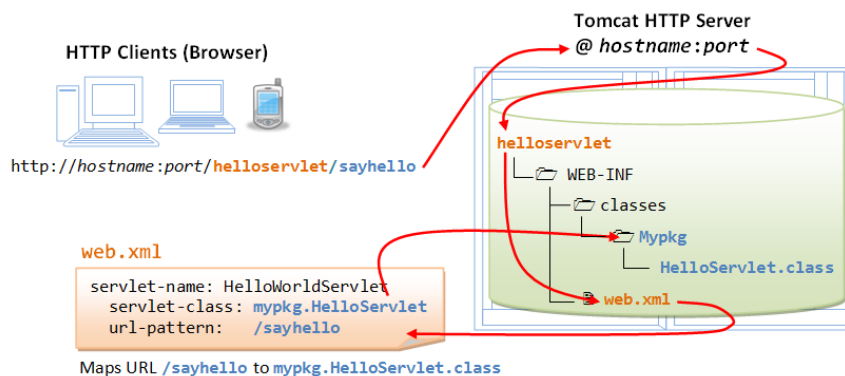 Tomcat HTTP Server
@ hostname:port
HTTP Clients (Browser)
http://hostname:port/helloservlet/sayhello
helloservlet
WEB-INF
classes
Mypkg
HelloServlet.class
web.xml
web.xml
servlet-name: HelloWorldServlet
servlet-class: mypkg.HelloServlet
url-pattern: /sayhello
Maps URL /sayhello to mypkg.HelloServlet.class